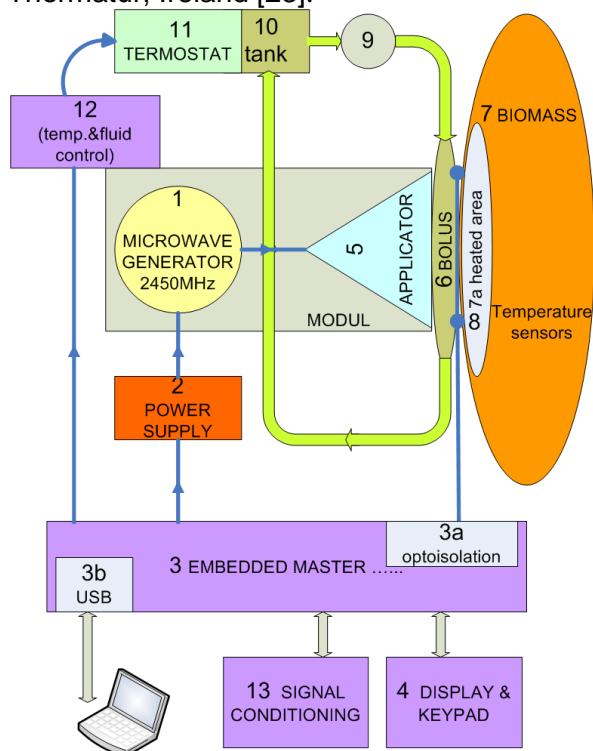 Thermatur, Ireland [
11
TERMOSTAT
10
tank
9
12
(temp.&fluid
control)
7 BIOMASS
1
MICROWAVE
GENERATOR
2450MHz
5
APPLICATOR
6 BOLUS
8 7a heated area
Temperature
sensors
MODUL
2
POWER
SUPPLY
3a
optoisolation
3 EMBEDDED MASTER …...
3b
USB
13 SIGNAL
CONDITIONING
4 DISPLAY &
KEYPAD